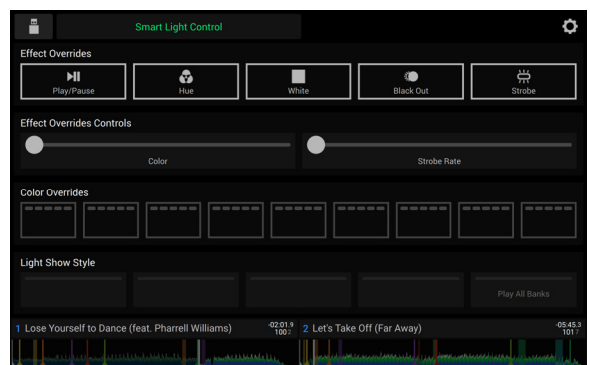 Smart Light Control
Effect Overrides
Play/Pause Hue White Black Out Strobe
Effect Overrides Controls
Color Strobe Rate
Color Overrides
Light Show Style
Play All Banks
1 Lose Yourself to Dance (feat. Pharrell Williams) -02:01.9 100 2
2 Let's Take Off (Far Away) -05:45.3 101 7